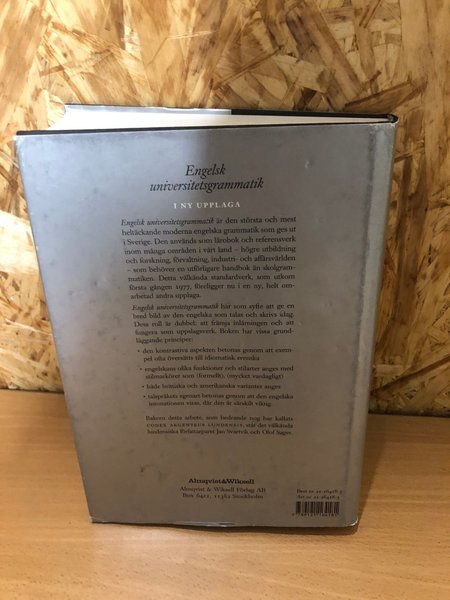 Engelsk
universitetsgrammatik
I NY UPPLAGA
Engelsk universitetsgrammatik är den största och mest
heltäckande moderna engelska grammatik som ges ut
i Sverige. Den används som lärobok och referensverk
inom många områden i vårt land – högre utbildning
och forskning, förvaltning, industri- och affärsvärlden
– som behöver en utförligare handbok än skolgram-
matiken. Detta välkända standardverk, som utkom
första gången 1977, föreligger nu i en ny, helt om-
arbetad andra upplaga.
Engelsk universitetsgrammatik har som syfte att ge en
bred bild av den engelska som talas och skrivs idag.
Dess roll är dubbel: att främja inlärningen och att
fungera som uppslagsverk. Boken har vissa grund-
läggande principer:
• den kontrastiva aspekten betonas genom att exem-
pel ofta översätts till idiomatisk svenska
• engelskans olika funktioner och stilarter anges med
stilmarkörer som ⟨formellt⟩, ⟨mycket vardagligt⟩
• både brittiska och amerikanska varianter anges
• talspråkets egenart betonas genom att den engelska
intonationen visas, där den är särskilt viktig.
Bakom detta arbete, som bedrande nog har kallats
CODEX ARGENTEUS LUNDENSIS, står det välkända
lundensiska författarparet Jan Svartvik och Olof Sager.
Almqvist&Wiksell
Almqvist & Wiksell Förlag AB
Box 6411, 11382 Stockholm